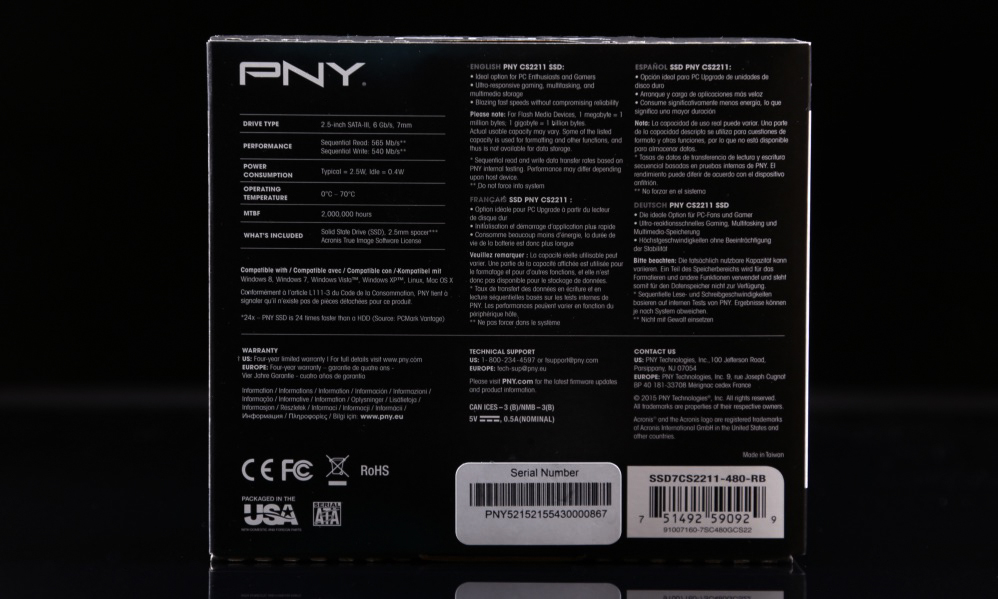 PNY
DRIVE TYPE
2.5-inch SATA-III, 6 Gb/s, 7mm
PERFORMANCE
Sequential Read: 565 Mb/s**
Sequential Write: 540 Mb/s**
POWER
CONSUMPTION
Typical = 2.5W, Idle = 0.4W
OPERATING
TEMPERATURE
0°C - 70°C
MTBF
2,000,000 hours
WHAT'S INCLUDED
Solid State Drive (SSD), 2.5mm spacer***
Acronis True Image Software License
Compatible with / Compatible avec / Compatible con / Kompatibel mit
Windows 8, Windows 7, Windows Vista™, Windows XP™, Linux, Mac OS X
Conformément à l'article L111-3 du Code de la Consommation, PNY tient à
signaler qu'il n'existe pas de pièces détachées pour ce produit.
*24x – PNY SSD is 24 times faster than a HDD (Source: PCMark Vantage)
ENGLISH PNY CS2211 SSD:
• Ideal option for PC Enthusiasts and Gamers
• Ultra-responsive gaming, multitasking, and
multimedia storage
• Blazing fast speeds without compromising reliability
Please note: For Flash Media Devices, 1 megabyte = 1
million bytes; 1 gigabyte = 1 billion bytes.
Actual usable capacity may vary. Some of the listed
capacity is used for formatting and other functions, and
thus is not available for data storage.
* Sequential read and write data transfer rates based on
PNY internal testing. Performance may differ depending
upon host device.
** Do not force into system
FRANÇAIS SSD PNY CS2211 :
• Option idéale pour PC Upgrade à partir du lecteur
de disque dur
• Initialisation et démarrage d'application plus rapide
• Consomme beaucoup moins d'énergie, la durée de
vie de la batterie est donc plus longue
Veuillez remarquer : La capacité réelle utilisable peut
varier. Une partie de la capacité affichée est utilisée pour
le formatage et pour d'autres fonctions, et elle n'est
donc pas disponible pour le stockage de données.
* Taux de transfert des données en écriture et en
lecture séquentielles basés sur les tests internes de
PNY. Les performances peuvent varier en fonction du
périphérique hôte.
** Ne pas forcer dans le système
ESPAÑOL SSD PNY CS2211:
• Opción ideal para PC Upgrade de unidades de
disco duro
• Arranque y carga de aplicaciones más veloz
• Consume significativamente menos energía, lo que
significa una mayor duración
Nota: La capacidad de uso real puede variar. Una parte
de la capacidad descripta se utiliza para cuestiones de
formato y otras funciones, por lo que no está disponible
para almacenar datos.
* Tasas de datos de transferencia de lectura y escritura
secuencial basados en pruebas internas de PNY. El
rendimiento puede diferir de acuerdo con el dispositivo
anfitrión.
** No forzar en el sistema
DEUTSCH PNY CS2211 SSD
• Die ideale Option für PC-Fans und Gamer
• Ultra-reaktionsschnelles Gaming, Multitasking und
Multimedia-Speicherung
• Höchstgeschwindigkeiten ohne Beeinträchtigung
der Stabilität
Bitte beachten: Die tatsächlich nutzbare Kapazität kann
variieren. Ein Teil des Speicherbereichs wird für das
Formatieren und andere Funktionen verwendet und steht
somit für den Datenspeicher nicht zur Verfügung.
* Sequentielle Lese- und Schreibgeschwindigkeiten
basieren auf internen Tests von PNY. Ergebnisse können
je nach System abweichen.
** Nicht mit Gewalt einsetzen
WARRANTY
† US: Four-year limited warranty ! For full details visit www.pny.com
EUROPE: Four-year warranty - garantie de quatre ans -
Vier Jahre Garantie - cuatro años de garantía
Information / Informations / Information / Información / Informazioni /
Informação / Informative / Information / Oplysninger / Lisätietoja /
Informasjon / Részletek / Informaci / Informacji / Informácii /
Информация / Πληροφορίες / Bilgi için: www.pny.eu
TECHNICAL SUPPORT
US: 1-800-234-4597 or tsupport@pny.com
EUROPE: tech-sup@pny.eu
Please visit PNY.com for the latest firmware updates
and product information.
CAN ICES-3 (B)/NMB-3(B)
5V, 0.5A(NOMINAL)
CONTACT US
US: PNY Technologies, Inc., 100 Jefferson Road,
Parsippany, NJ 07054
EUROPE: PNY Technologies, Inc. 9, rue Joseph Cugnot
BP 40 181-33708 Mérignac cedex France
© 2015 PNY Technologies®, Inc. All rights reserved.
All trademarks are properties of their respective owners.
Acronis® and the Acronis logo are registered trademarks
of Acronis International GmbH in the United States and
other countries.
Made in Taiwan
CE FC RoHS
PACKAGED IN THE
USA
SERIAL
ATA
Serial Number
PNY52152155430000867
SSD7CS2211-480-RB
7 51492 59092 9
91007160-7SC480GCS22